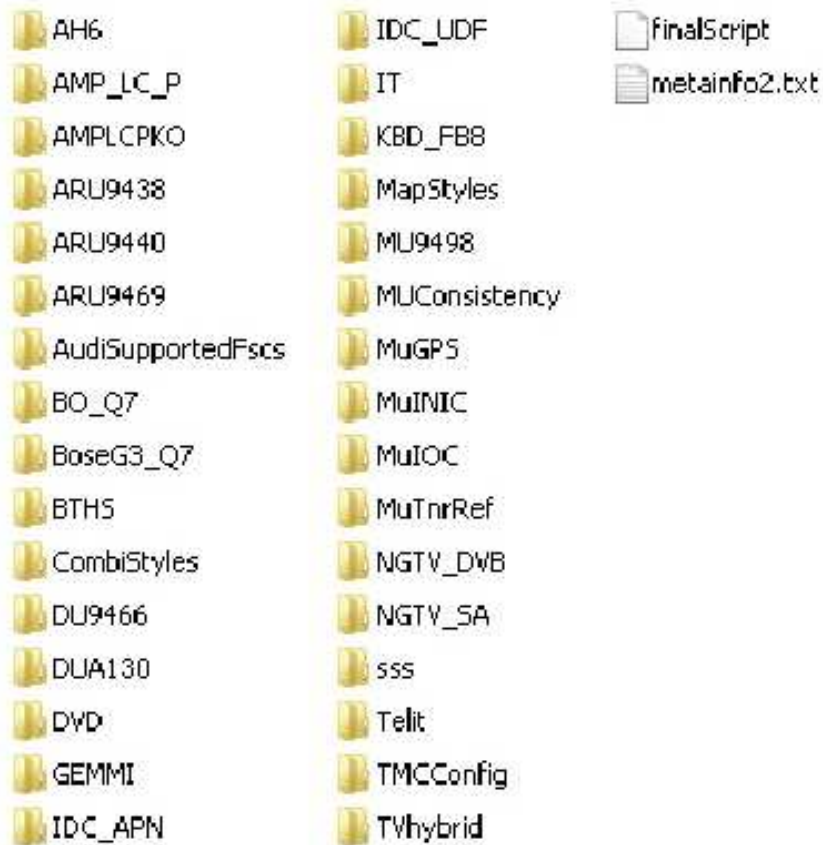 AH6
AMP_LC_P
AMPLCPKO
ARU9438
ARU9440
ARU9469
AudiSupportedFscs
BO_Q7
BoseG3_Q7
BTHS
CombiStyles
DU9466
DUA130
DVD
GEMMI
IDC_APN
IDC_UDF
IT
KBD_FB8
MapStyles
MU9498
MUConsistency
MuGPS
MuINIC
MuIOC
MuTnrRef
NGTV_DVB
NGTV_SA
sss
Telit
TMCConfig
TVhybrid
finalScript
metainfo2.txt